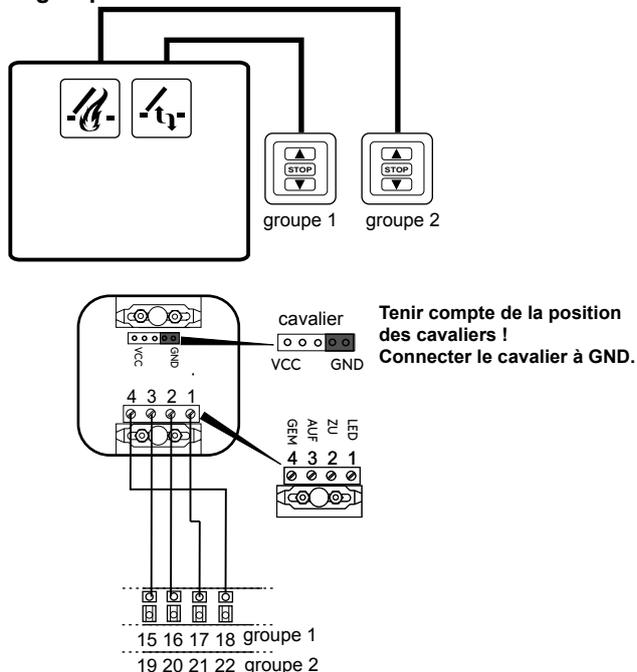 STOP
STOP
groupe 1
groupe 2
cavalier
VCC
GND
VCC
GND
Tenir compte de la position
des cavaliers !
Connecter le cavalier à GND.
4 3 2 1
GEM
AUF
ZU
LED
4 3 2 1
15 16 17 18 groupe 1
19 20 21 22 groupe 2